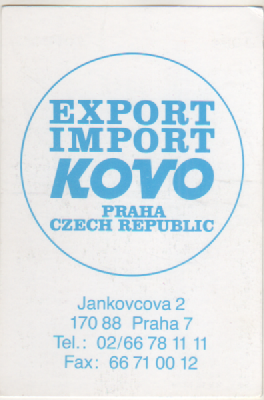 EXPORT
IMPORT
KOVO
PRAHA
CZECH REPUBLIC
Jankovcova 2
170 88 Praha 7
Tel.: 02/66 78 11 11
Fax: 66 71 00 12